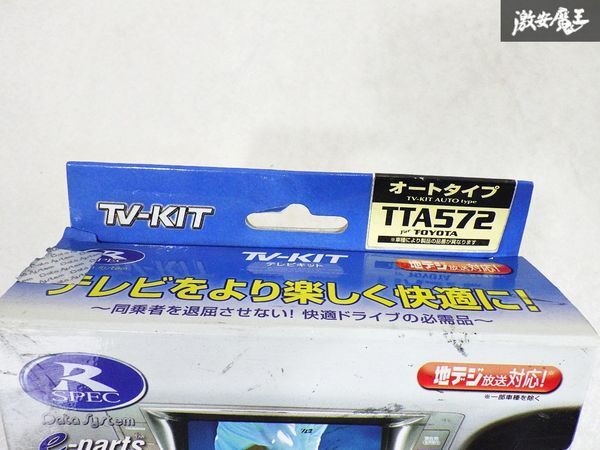 激安魔王
オートタイプ
TV-KIT AUTO type
TTA572
for TOYOTA
※車種により製品の品番が異なります
TV-KIT
TV-KIT
テレビキット
地デジ放送対応!
R
テレビをより楽しく快適に!
〜同乗者を退屈させない! 快適ドライブの必需品〜
R
SPEC
Data System
e-parts
地デジ放送対応!
※一部車種を除く